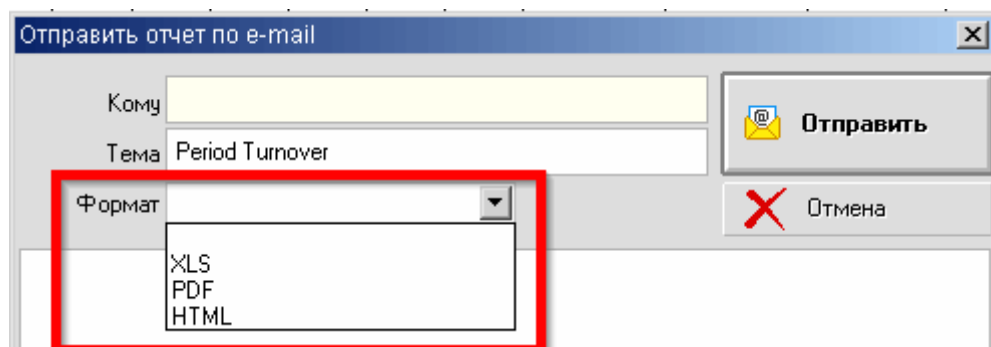 Отправить отчет по e-mail
Кому
Отправить
Тема Period Turnover
Формат
Отмена
XLS
PDF
HTML